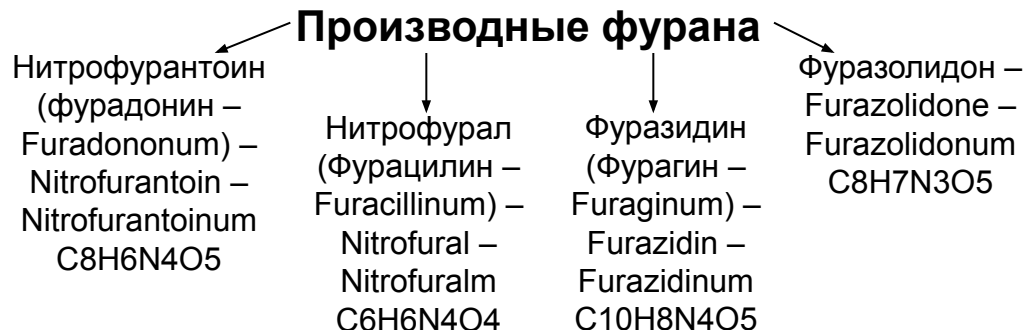 Производные фурана
Нитрофурантоин
(фурадонин –
Furadononum) –
Nitrofurantoin –
Nitrofurantoinum
C8H6N4O5
Нитрофурал
(Фурацилин –
Furacillinum) –
Nitrofural –
Nitrofuralm
C6H6N4O4
Фуразидин
(Фурагин –
Furaginum) –
Furazidin –
Furazidinum
C10H8N4O5
Фуразолидон –
Furazolidone –
Furazolidonum
C8H7N3O5